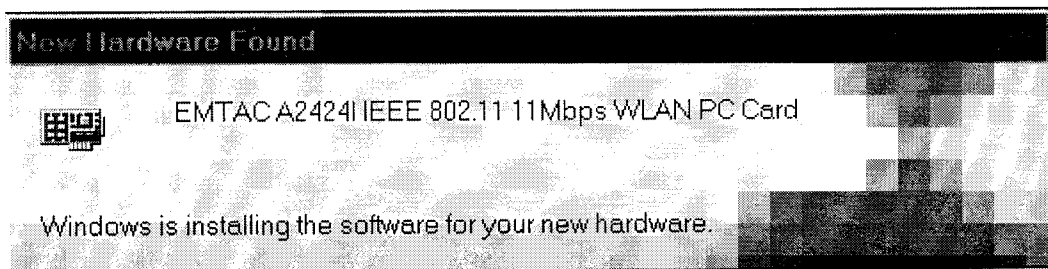 New Hardware Found
EMTAC A2424I IEEE 802.11 11Mbps WLAN PC Card
Windows is installing the software for your new hardware.